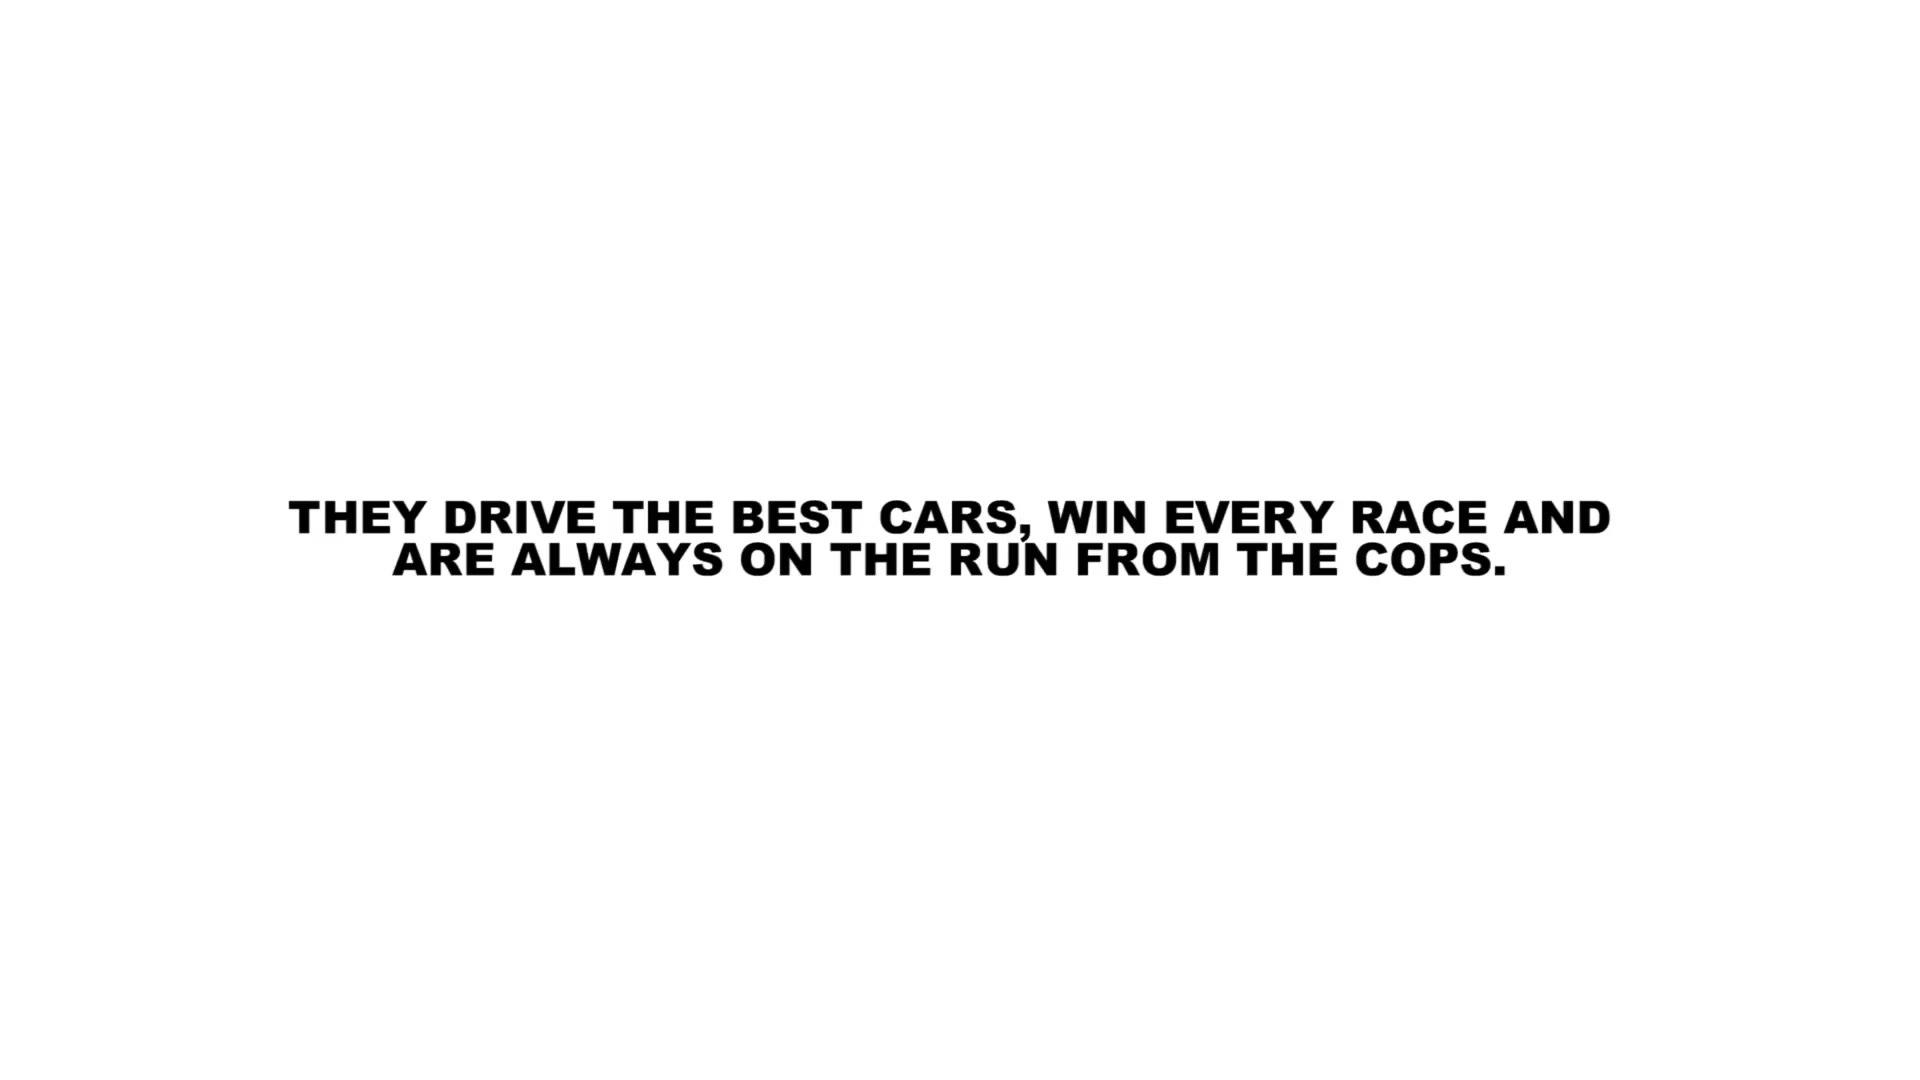 THEY DRIVE THE BEST CARS, WIN EVERY RACE AND
ARE ALWAYS ON THE RUN FROM THE COPS.